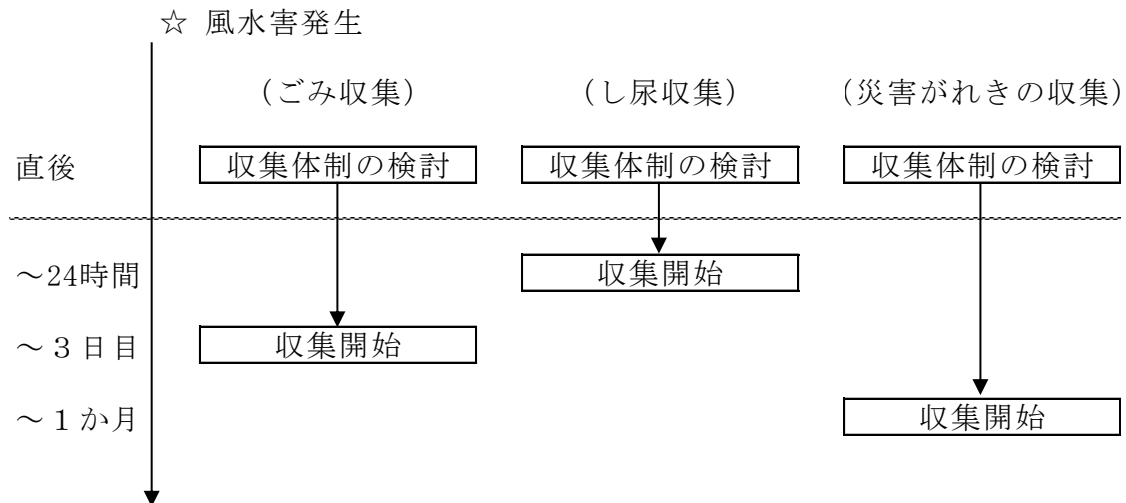 ☆ 風水害発生
（ごみ収集） （し尿収集） （災害がれきの収集）
直後 収集体制の検討 収集体制の検討 収集体制の検討
～24時間 収集開始
～３日目 収集開始
～１か月 収集開始